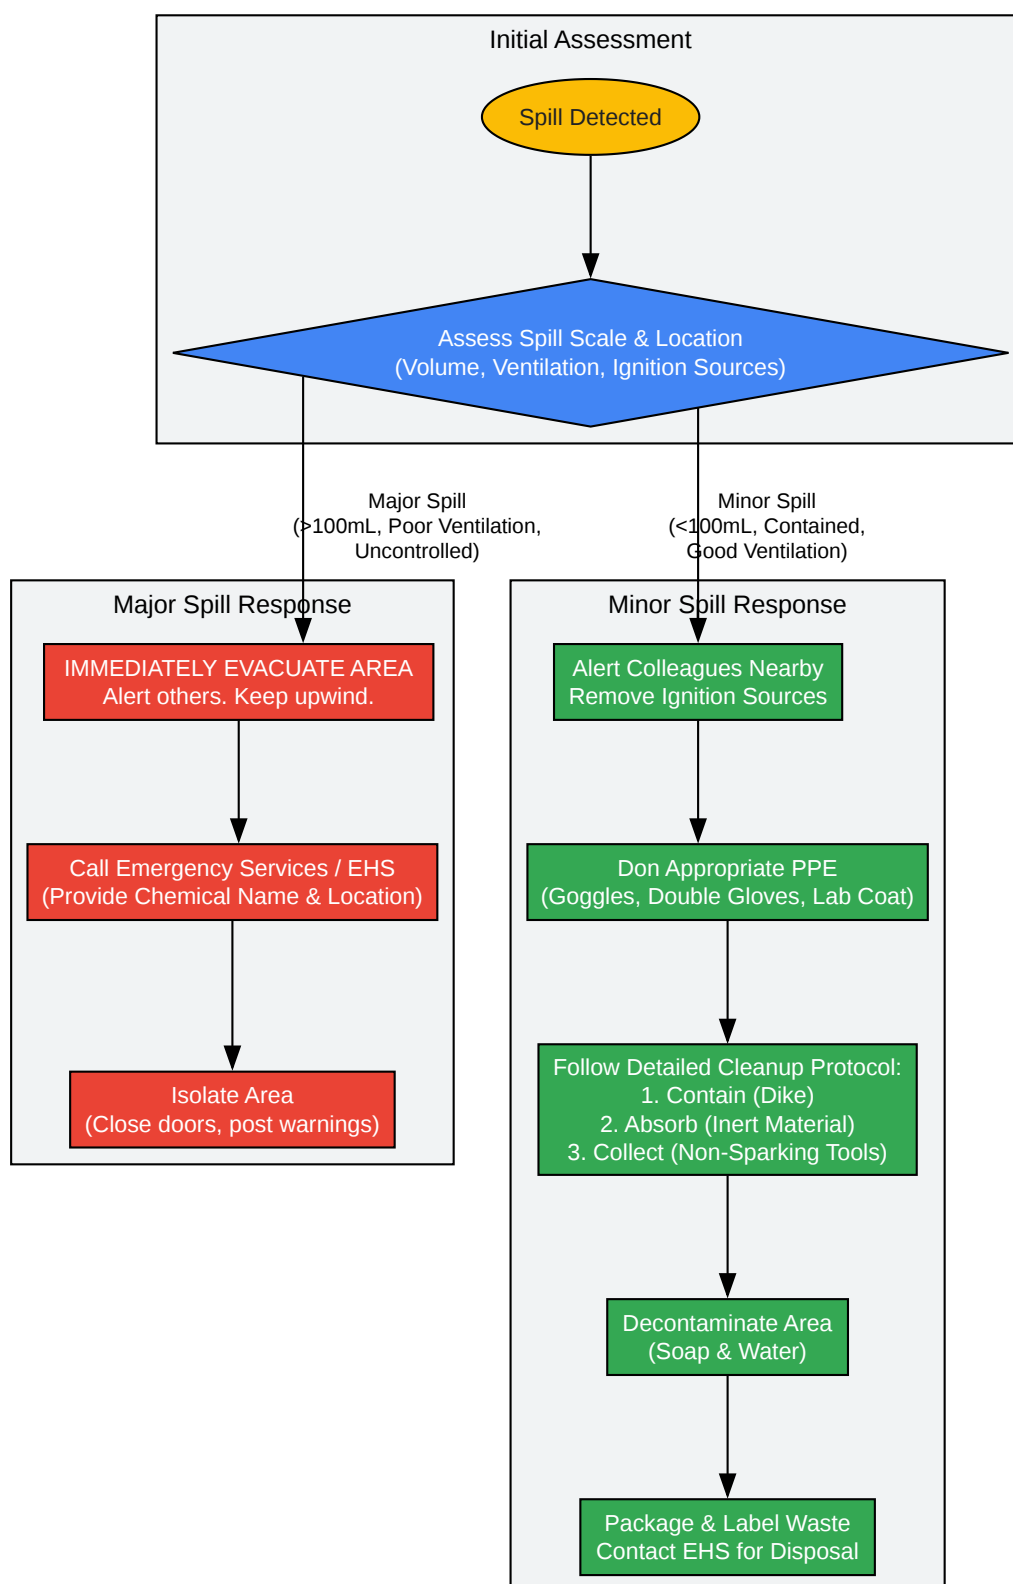 Initial Assessment
Spill Detected
Assess Spill Scale & Location
(Volume, Ventilation, Ignition Sources)
Major Spill
(>100mL, Poor Ventilation,
Uncontrolled)
Minor Spill
(<100mL, Contained,
Good Ventilation)
Major Spill Response
IMMEDIATELY EVACUATE AREA
Alert others. Keep upwind.
Call Emergency Services / EHS
(Provide Chemical Name & Location)
Isolate Area
(Close doors, post warnings)
Minor Spill Response
Alert Colleagues Nearby
Remove Ignition Sources
Don Appropriate PPE
(Goggles, Double Gloves, Lab Coat)
Follow Detailed Cleanup Protocol:
1. Contain (Dike)
2. Absorb (Inert Material)
3. Collect (Non-Sparking Tools)
Decontaminate Area
(Soap & Water)
Package & Label Waste
Contact EHS for Disposal